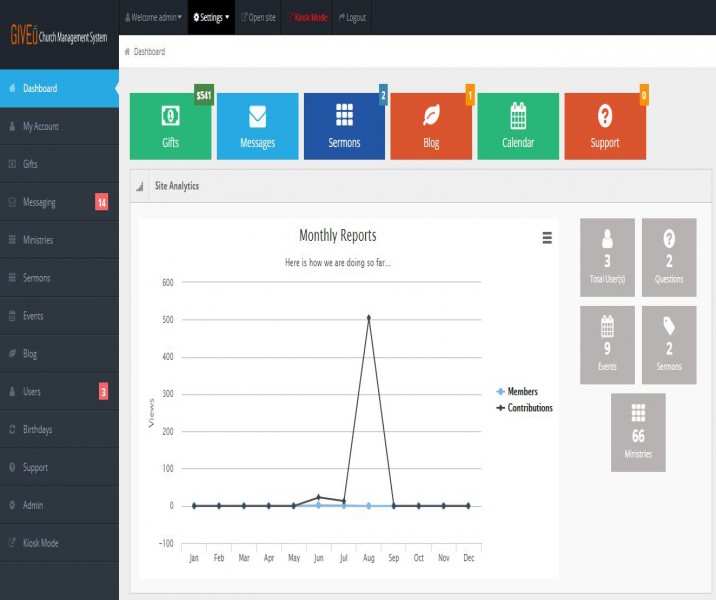 GIVEU Church Management System
Welcome admin
Settings
Open site
Kiosk Mode
Logout
Dashboard
Dashboard
My Account
Gifts
Messaging 14
Ministries
Sermons
Events
Blog
Users 3
Birthdays
Support
Admin
Kiosk Mode
$541
Gifts
Messages
2
Sermons
1
Blog
Calendar
0
Support
Site Analytics
Monthly Reports
Here is how we are doing so far...
600
500
400
300
200
100
0
-100
Views
Jan Feb Mar Apr May Jun Jul Aug Sep Oct Nov Dec
Members
Contributions
3
Total User(s)
2
Questions
9
Events
2
Sermons
66
Ministries